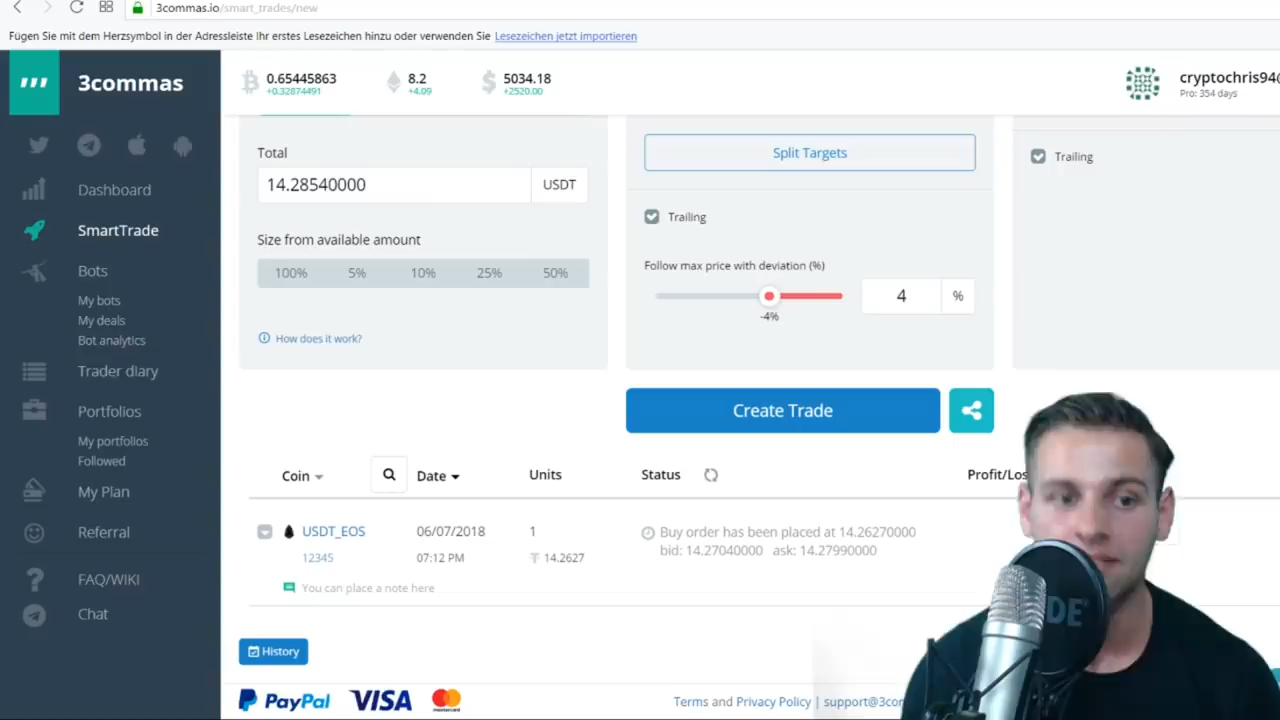 3commas.io/smart_trades/new
Fügen Sie mit dem Herzsymbol in der Adressleiste Ihr erstes Lesezeichen hinzu oder verwenden Sie Lesezeichen jetzt importieren
3commas
0.65445863
+0.32874491
8.2
+4.09
5034.18
+2520.00
cryptochris94@
Pro: 354 days
Dashboard
SmartTrade
Bots
My bots
My deals
Bot analytics
Trader diary
Portfolios
My portfolios
Followed
My Plan
Referral
FAQ/WIKI
Chat
Total
14.28540000 USDT
Size from available amount
100% 5% 10% 25% 50%
How does it work?
Split Targets
Trailing
Follow max price with deviation (%)
4 %
-4%
Trailing
Create Trade
Coin Date Units Status Profit/Los
USDT_EOS 06/07/2018 1 Buy order has been placed at 14.26270000
12345 07:12 PM 14.2627 bid: 14.27040000 ask: 14.27990000
You can place a note here
History
PayPal VISA mastercard
Terms and Privacy Policy | support@3co